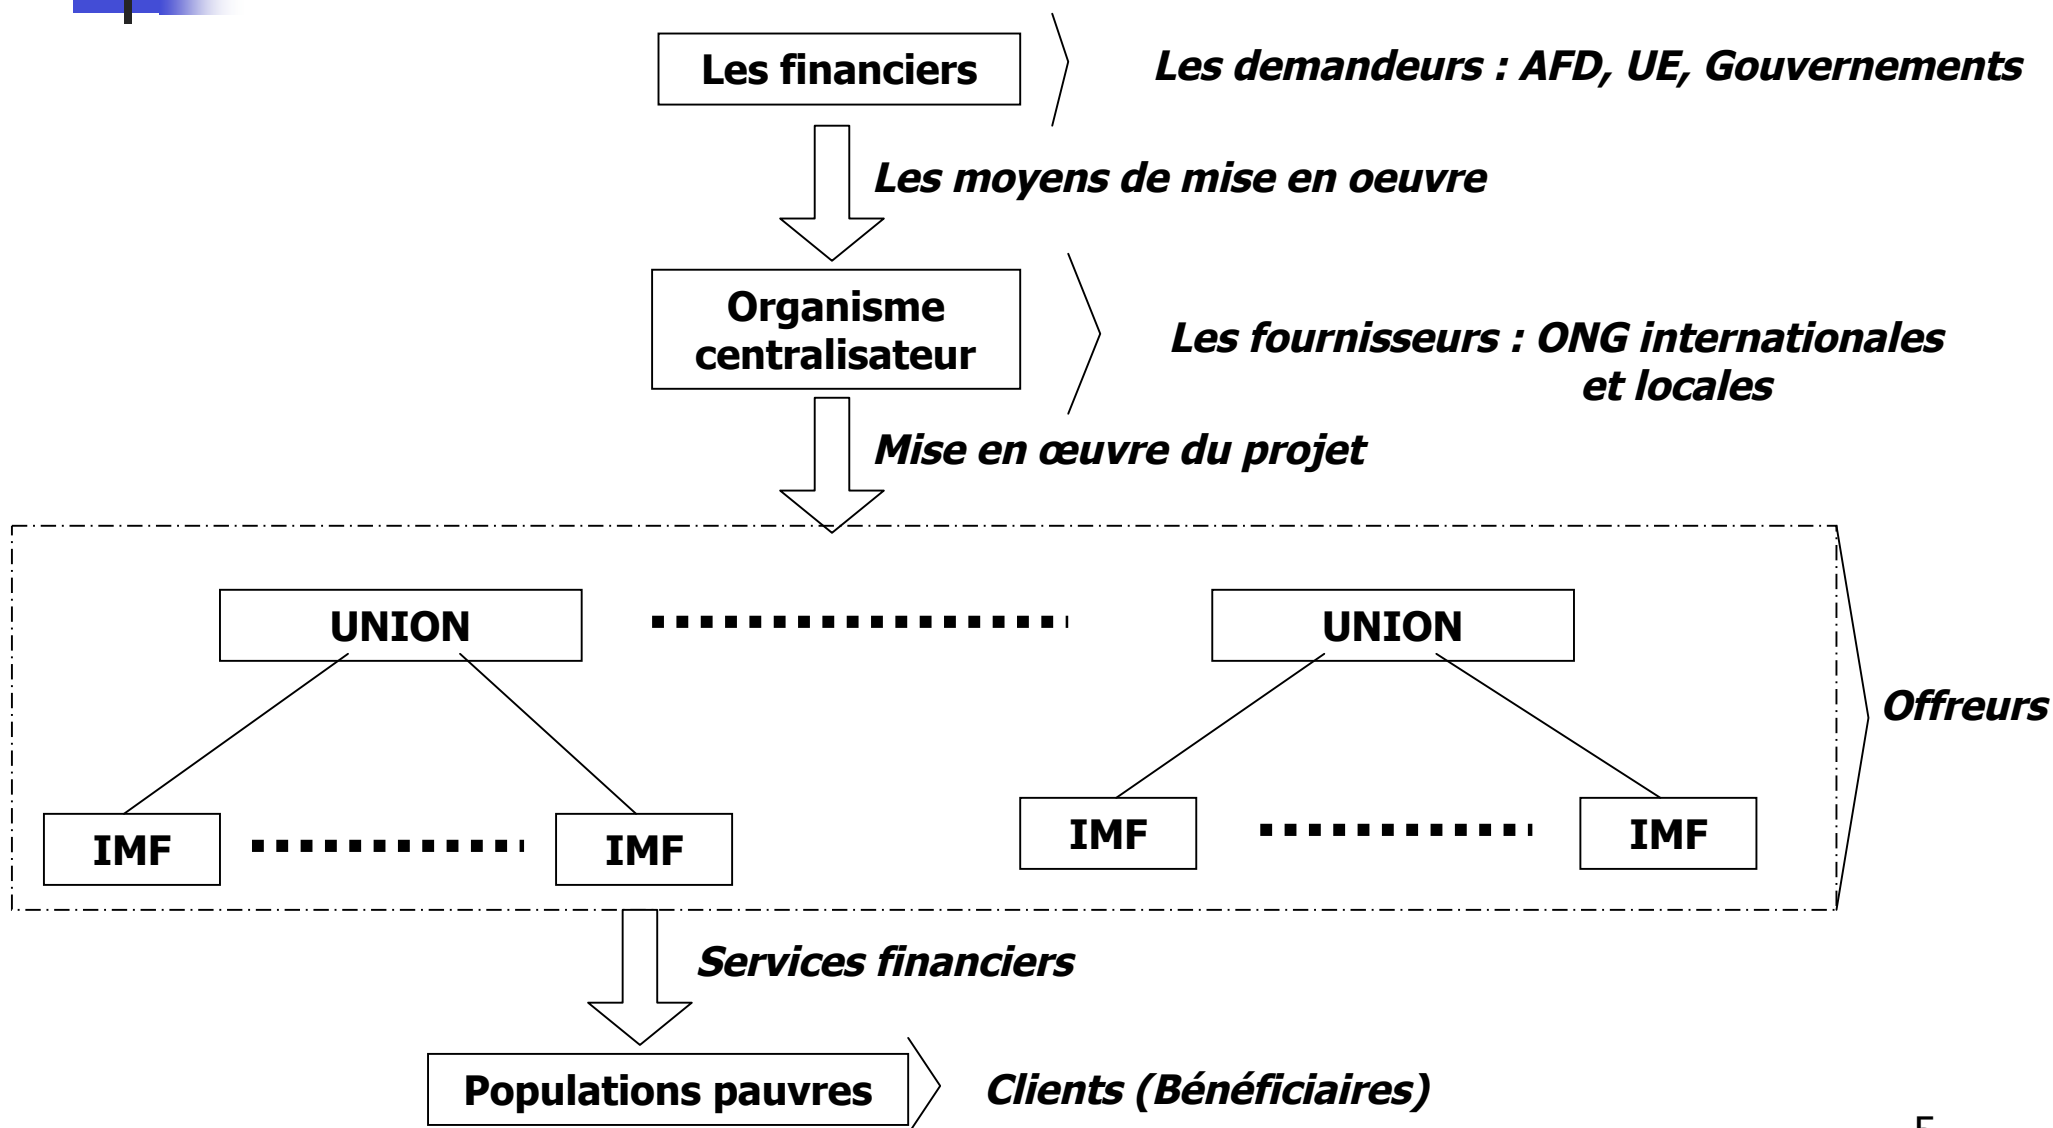 Les financiers
Les demandeurs : AFD, UE, Gouvernements
Les moyens de mise en oeuvre
Organisme
centralisateur
Les fournisseurs : ONG internationales
et locales
Mise en œuvre du projet
UNION
UNION
Offreurs
IMF
IMF
IMF
IMF
Services financiers
Populations pauvres
Clients (Bénéficiaires)